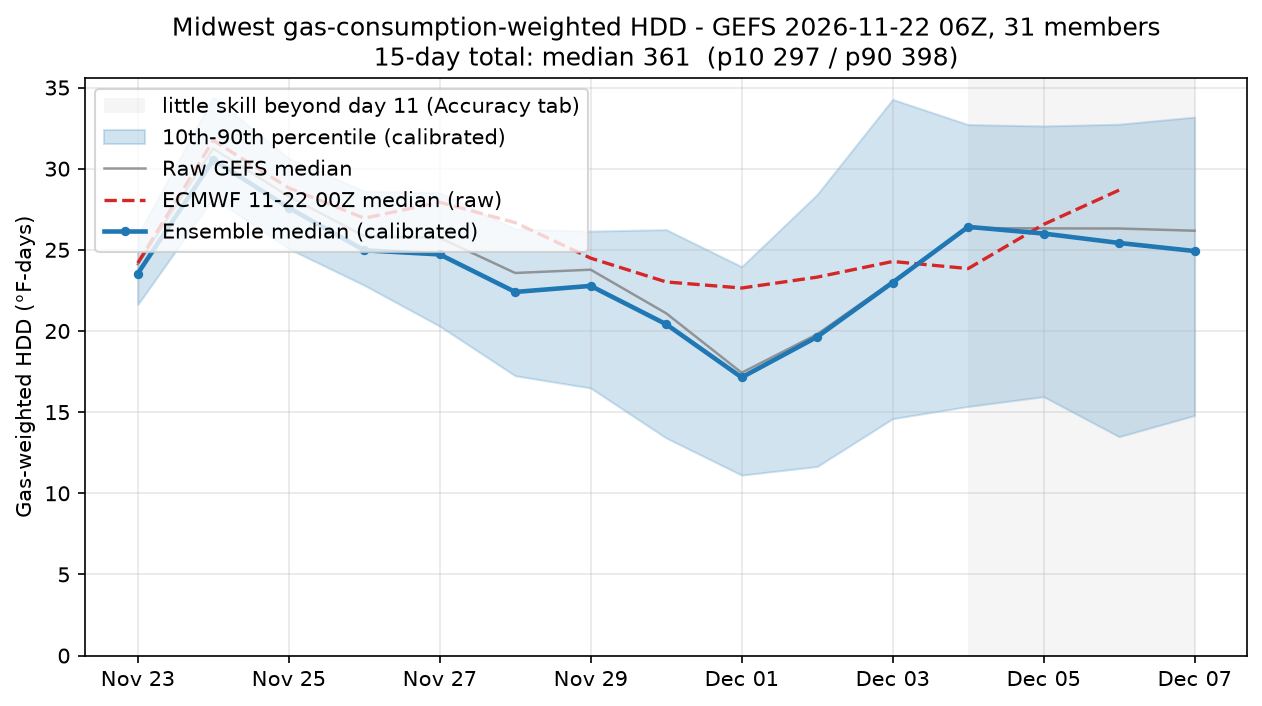 Midwest gas-consumption-weighted HDD - GEFS 2026-11-22 06Z, 31 members
15-day total: median 361  (p10 297 / p90 398)
little skill beyond day 11 (Accuracy tab)
10th-90th percentile (calibrated)
Raw GEFS median
ECMWF 11-22 00Z median (raw)
Ensemble median (calibrated)
Gas-weighted HDD (°F-days)
35
30
25
20
15
10
5
0
Nov 23
Nov 25
Nov 27
Nov 29
Dec 01
Dec 03
Dec 05
Dec 07